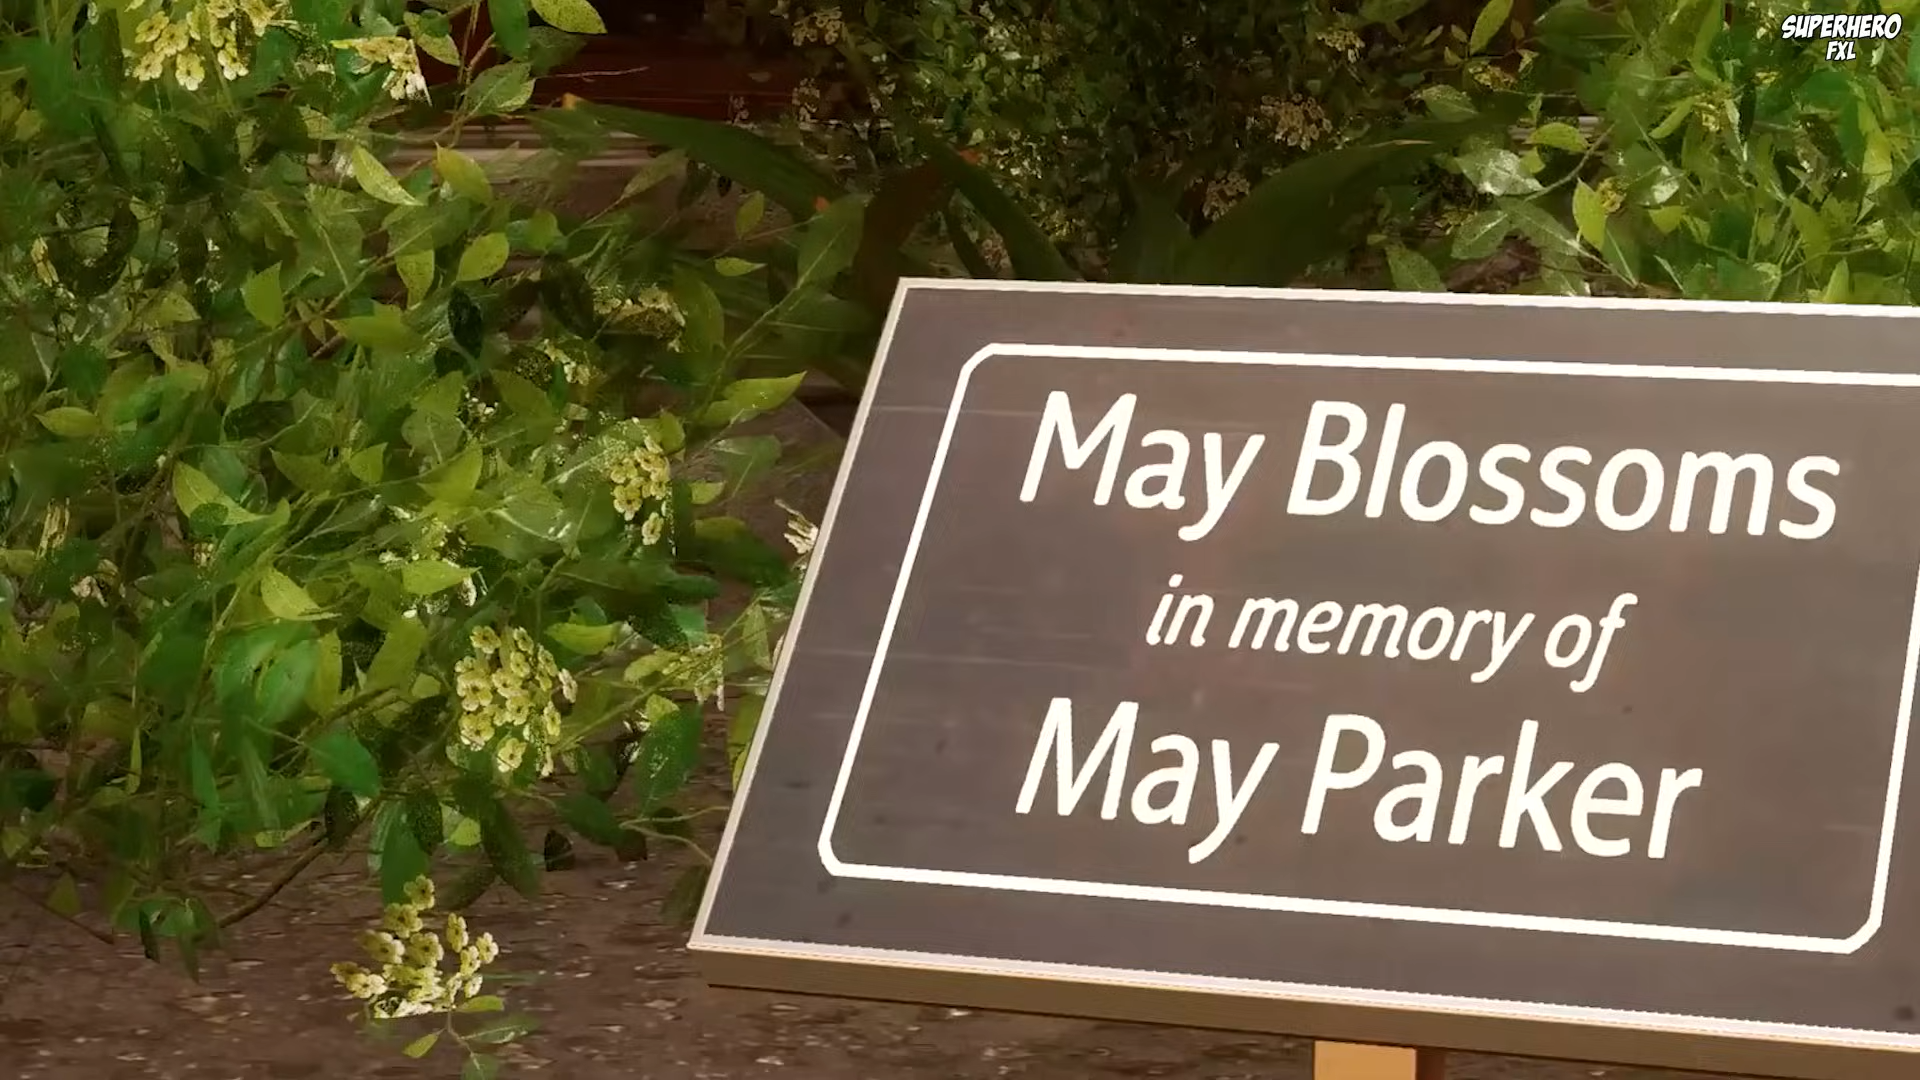 SUPERHERO
FXL
May Blossoms
in memory of
May Parker